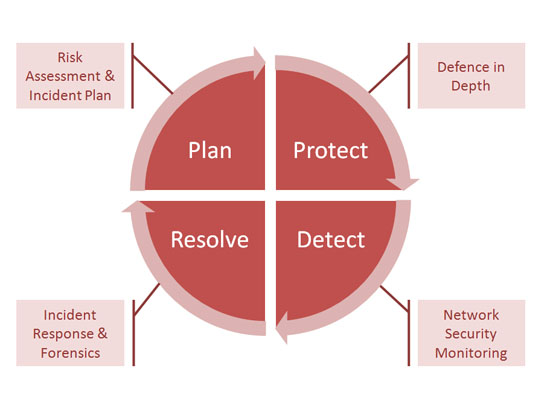 Risk
Assessment &
Incident Plan
Defence in
Depth
Plan
Protect
Resolve
Detect
Incident
Response &
Forensics
Network
Security
Monitoring